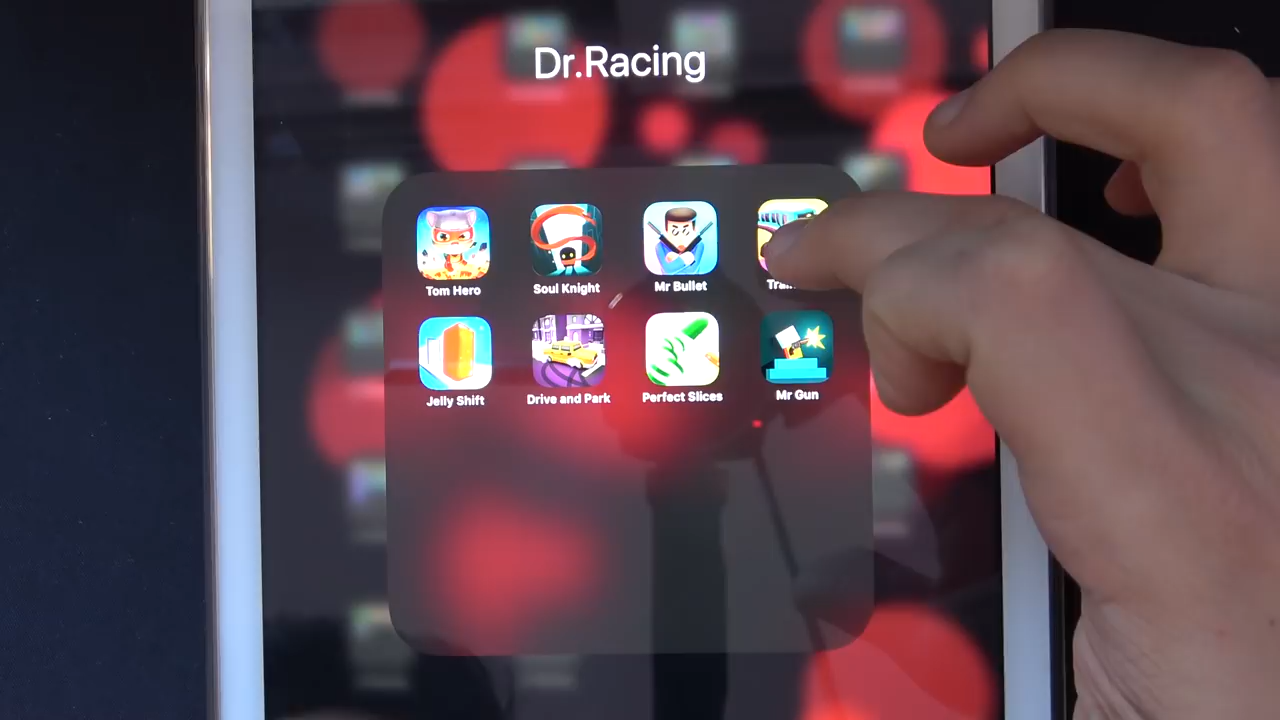 Dr.Racing
Tom Hero
Soul Knight
Mr Bullet
Jelly Shift
Drive and Park
Perfect Slices
Mr Gun